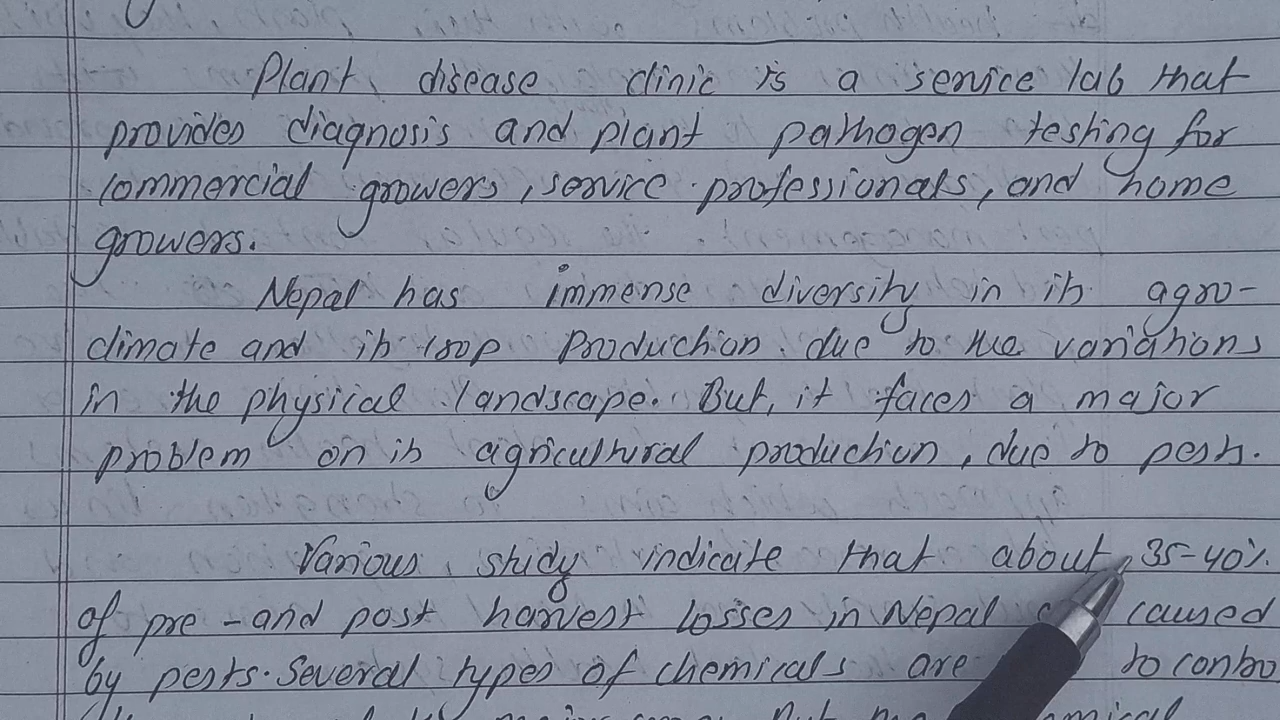 Plant disease clinic is a service lab that
provides diagnosis and plant pathogen testing for
commercial growers, service professionals, and home
growers.
Nepal has immense diversity in its agro-
climate and its crop production due to the variations
in the physical landscape. But, it faces a major
problem on its agricultural production, due to pests.
Various study indicate that about 35-40%
of pre-and post harvest losses in Nepal caused
by pests. Several types of chemicals are to contro